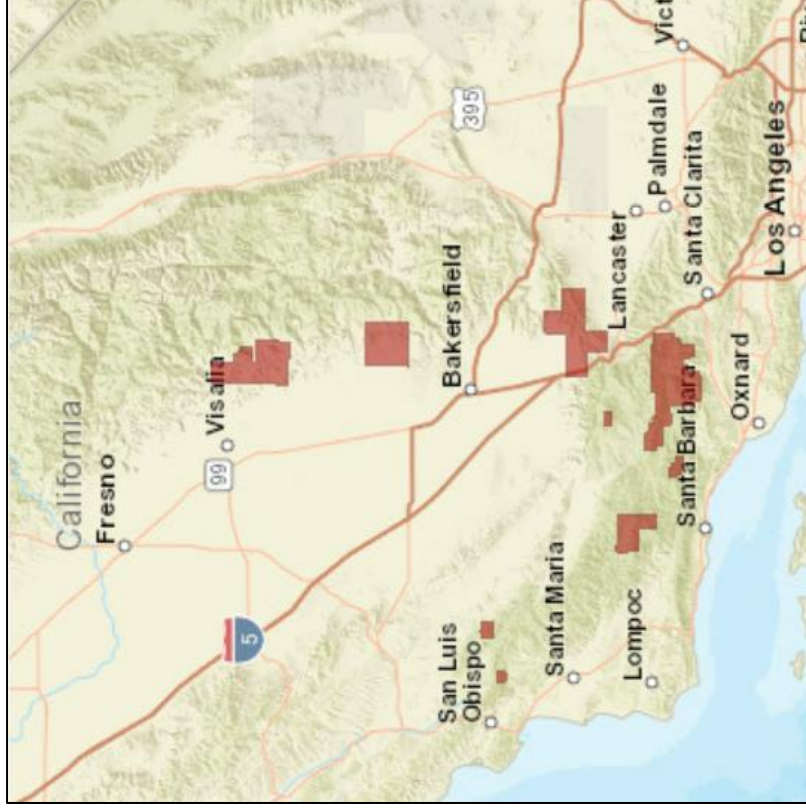 California
Fresno
99
Visalia
5
395
Bakersfield
San Luis
Obispo
Santa Maria
Lompoc
Santa Barbara
Oxnard
Lancaster
Palmdale
Santa Clarita
Los Angeles
Vict